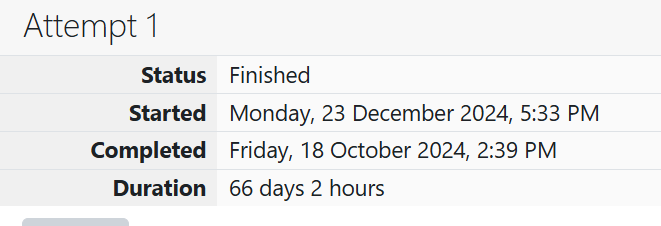 Attempt 1
Status Finished
Started Monday, 23 December 2024, 5:33 PM
Completed Friday, 18 October 2024, 2:39 PM
Duration 66 days 2 hours